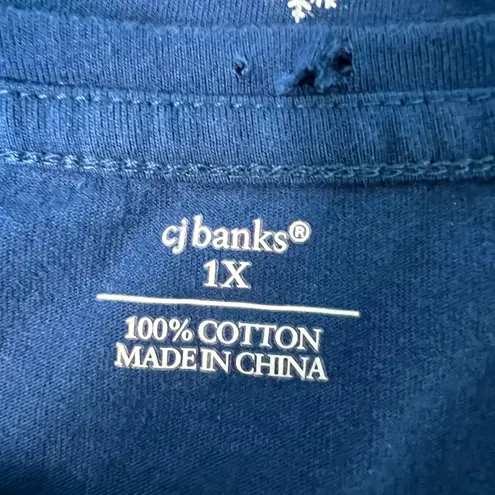 cj banks®
1X
100% COTTON
MADE IN CHINA